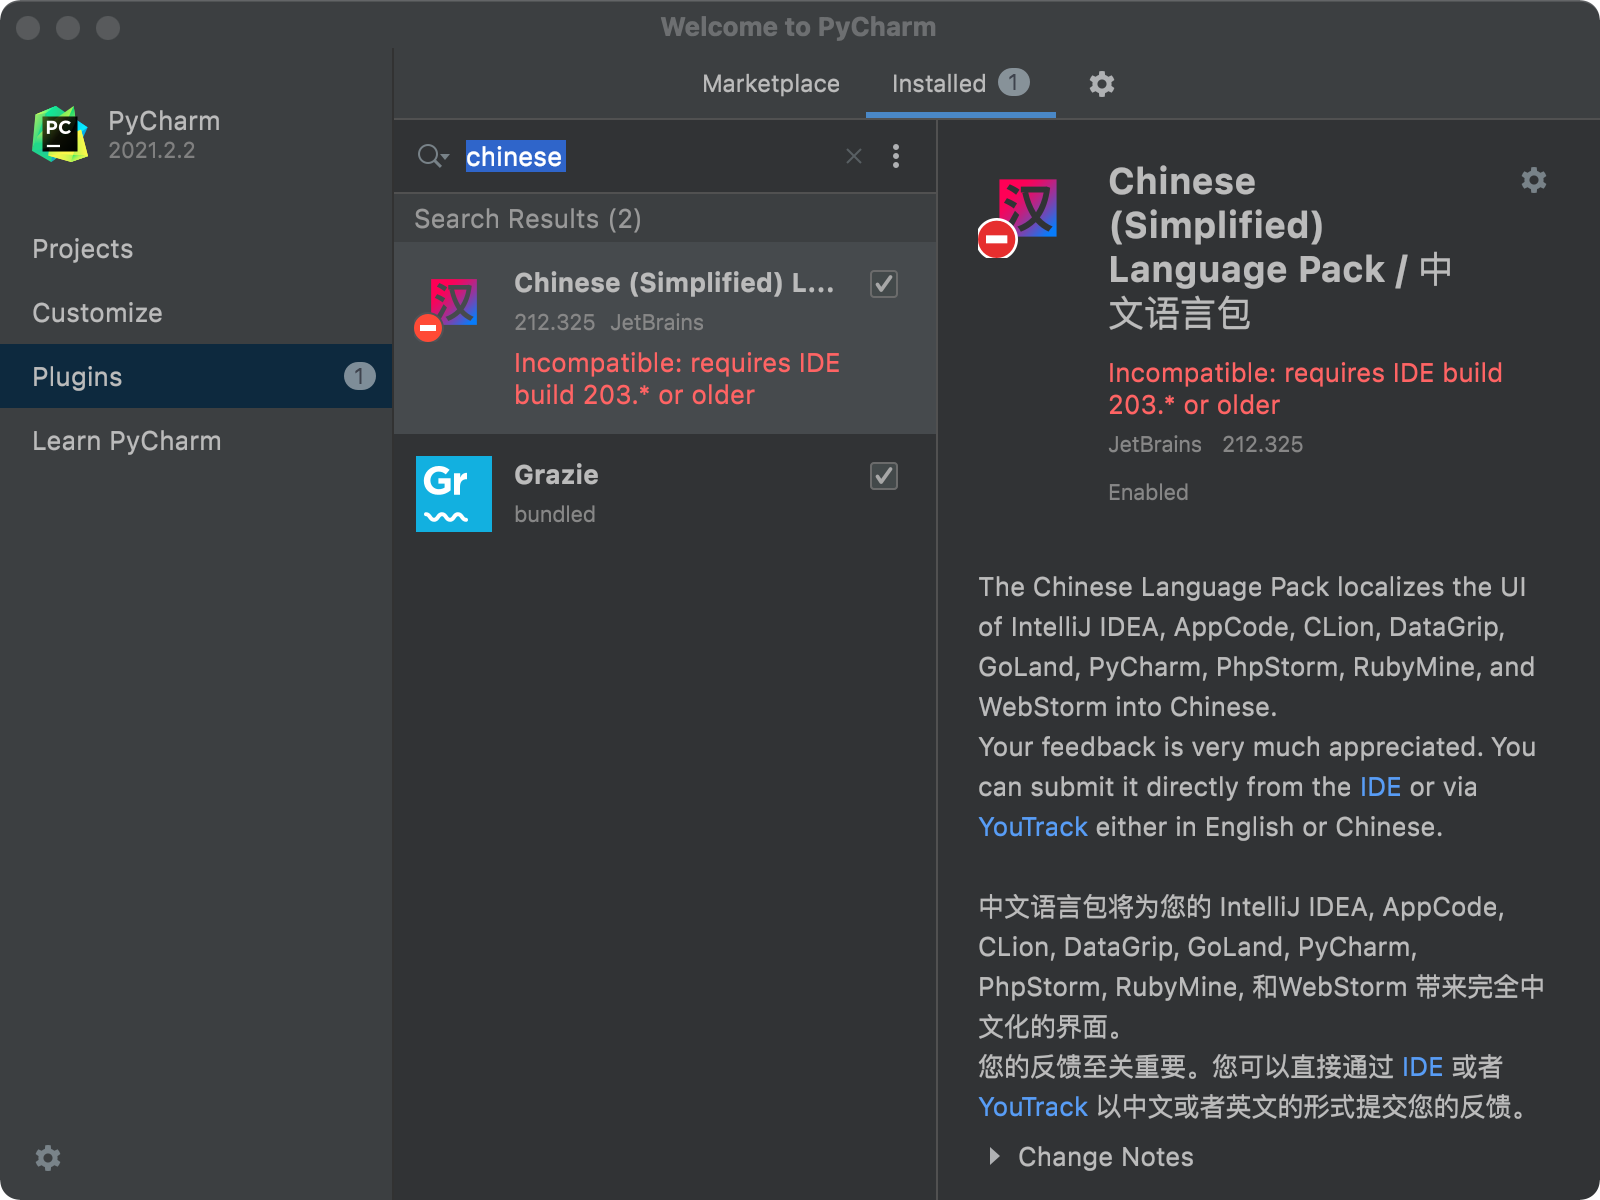 Welcome to PyCharm
Marketplace
Installed 1
PC
PyCharm
2021.2.2
Projects
Customize
Plugins 1
Learn PyCharm
chinese
Search Results (2)
汉
Chinese (Simplified) L...
212.325 JetBrains
Incompatible: requires IDE
build 203.* or older
Gr
Grazie
bundled
汉
Chinese
(Simplified)
Language Pack / 中
文语言包
Incompatible: requires IDE build
203.* or older
JetBrains 212.325
Enabled
The Chinese Language Pack localizes the UI
of IntelliJ IDEA, AppCode, CLion, DataGrip,
GoLand, PyCharm, PhpStorm, RubyMine, and
WebStorm into Chinese.
Your feedback is very much appreciated. You
can submit it directly from the IDE or via
YouTrack either in English or Chinese.
中文语言包将为您的 IntelliJ IDEA, AppCode,
CLion, DataGrip, GoLand, PyCharm,
PhpStorm, RubyMine, 和WebStorm 带来完全中
文化的界面。
您的反馈至关重要。您可以直接通过 IDE 或者
YouTrack 以中文或者英文的形式提交您的反馈。
Change Notes